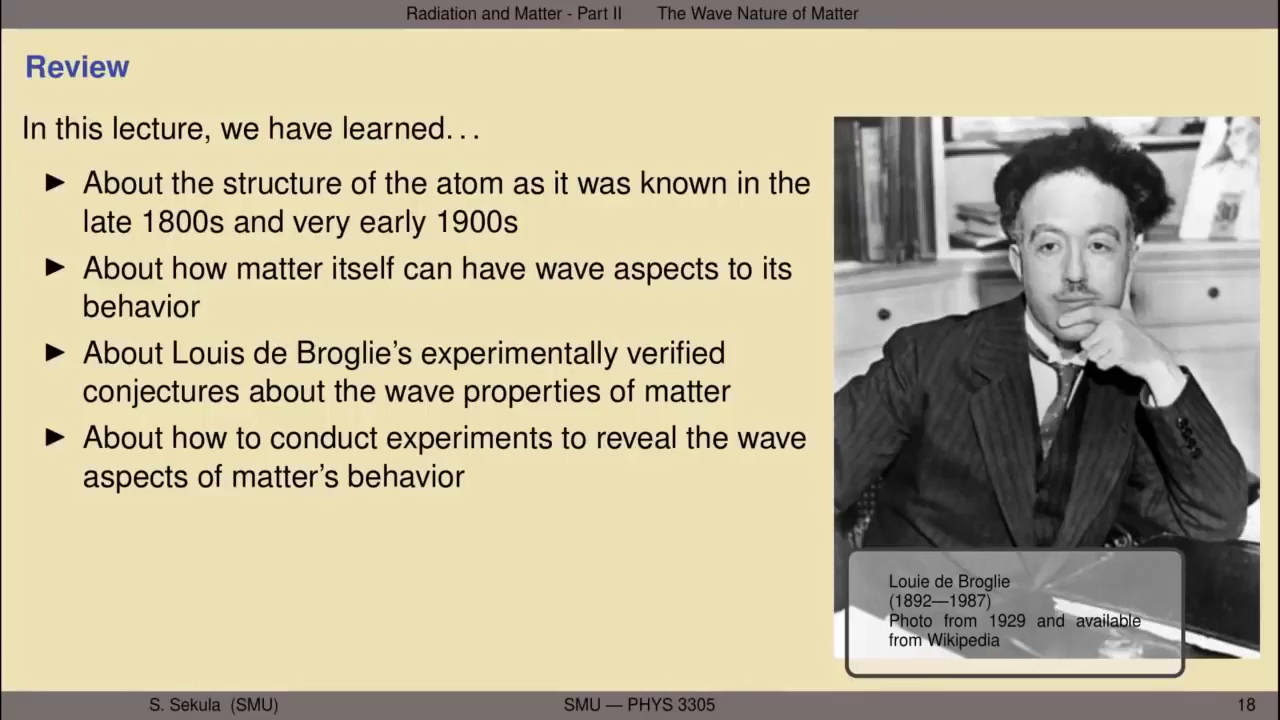 Radiation and Matter - Part II The Wave Nature of Matter
Review
In this lecture, we have learned. . .
► About the structure of the atom as it was known in the
late 1800s and very early 1900s
► About how matter itself can have wave aspects to its
behavior
► About Louis de Broglie’s experimentally verified
conjectures about the wave properties of matter
► About how to conduct experiments to reveal the wave
aspects of matter’s behavior
Louie de Broglie
(1892—1987)
Photo from 1929 and available
from Wikipedia
S. Sekula (SMU) SMU — PHYS 3305 18